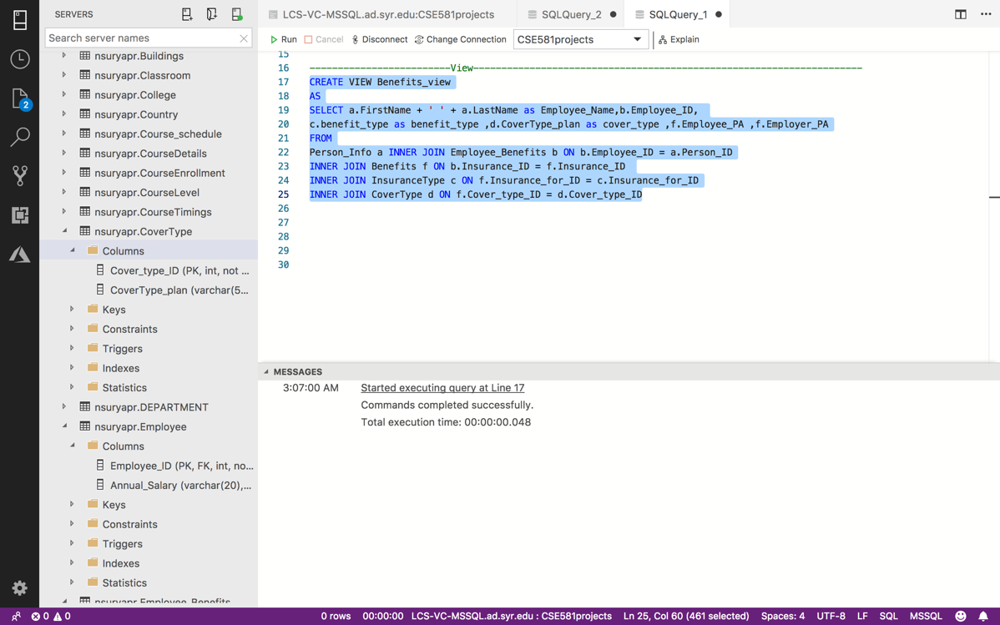 SERVERS
Search server names
nsuryapr.Buildings
nsuryapr.Classroom
nsuryapr.College
nsuryapr.Country
nsuryapr.Course_schedule
nsuryapr.CourseDetails
nsuryapr.CourseEnrollment
nsuryapr.CourseLevel
nsuryapr.CourseTimings
nsuryapr.CoverType
Columns
Cover_type_ID (PK, int, not ...
CoverType_plan (varchar(5...
Keys
Constraints
Triggers
Indexes
Statistics
nsuryapr.DEPARTMENT
nsuryapr.Employee
Columns
Employee_ID (PK, FK, int, no...
Annual_Salary (varchar(20),...
Keys
Constraints
Triggers
Indexes
Statistics
nsuryapr.Employee_Benefits
2
LCS-VC-MSSQL.ad.syr.edu:CSE581projects
SQLQuery_2 ●
SQLQuery_1 ●
Run Cancel Disconnect Change Connection CSE581projects Explain
15
16 -------------------------View---------------------------------------------------------------------
17 CREATE VIEW Benefits_view
18 AS
19 SELECT a.FirstName + ' ' + a.LastName as Employee_Name,b.Employee_ID,
20 c.benefit_type as benefit_type ,d.CoverType_plan as cover_type ,f.Employee_PA ,f.Employer_PA
21 FROM
22 Person_Info a INNER JOIN Employee_Benefits b ON b.Employee_ID = a.Person_ID
23 INNER JOIN Benefits f ON b.Insurance_ID = f.Insurance_ID
24 INNER JOIN InsuranceType c ON f.Insurance_for_ID = c.Insurance_for_ID
25 INNER JOIN CoverType d ON f.Cover_type_ID = d.Cover_type_ID
26
27
28
29
30
MESSAGES
3:07:00 AM Started executing query at Line 17
Commands completed successfully.
Total execution time: 00:00:00.048
0 0 0 rows 00:00:00 LCS-VC-MSSQL.ad.syr.edu : CSE581projects Ln 25, Col 60 (461 selected) Spaces: 4 UTF-8 LF SQL MSSQL